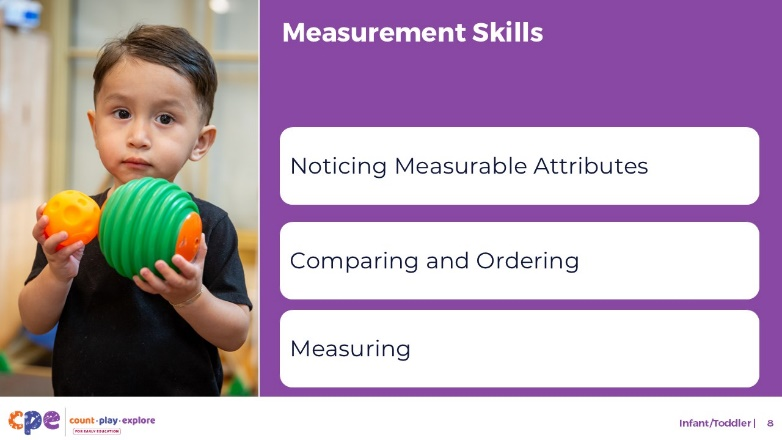 Measurement Skills
Noticing Measurable Attributes
Comparing and Ordering
Measuring
cpe
count·play·explore
FOR EARLY EDUCATION
Infant/Toddler | 8